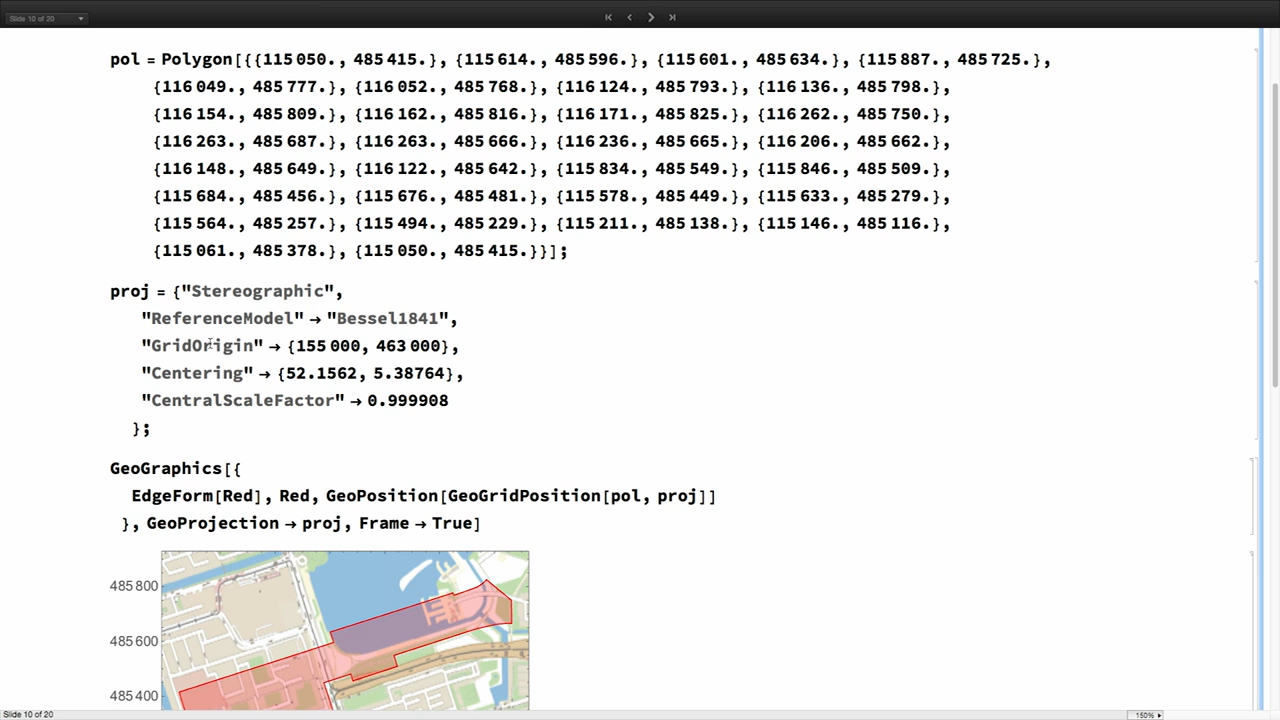 Slide 10 of 20
pol = Polygon[{{115 050., 485 415.}, {115 614., 485 596.}, {115 601., 485 634.}, {115 887., 485 725.},
{116 049., 485 777.}, {116 052., 485 768.}, {116 124., 485 793.}, {116 136., 485 798.},
{116 154., 485 809.}, {116 162., 485 816.}, {116 171., 485 825.}, {116 262., 485 750.},
{116 263., 485 687.}, {116 263., 485 666.}, {116 236., 485 665.}, {116 206., 485 662.},
{116 148., 485 649.}, {116 122., 485 642.}, {115 834., 485 549.}, {115 846., 485 509.},
{115 684., 485 456.}, {115 676., 485 481.}, {115 578., 485 449.}, {115 633., 485 279.},
{115 564., 485 257.}, {115 494., 485 229.}, {115 211., 485 138.}, {115 146., 485 116.},
{115 061., 485 378.}, {115 050., 485 415.}}];
proj = {"Stereographic",
"ReferenceModel" → "Bessel1841",
"GridOrigin" → {155 000, 463 000},
"Centering" → {52.1562, 5.38764},
"CentralScaleFactor" → 0.999908
};
GeoGraphics[{
EdgeForm[Red], Red, GeoPosition[GeoGridPosition[pol, proj]]
}, GeoProjection → proj, Frame → True]
485 800
485 600
485 400
Slide 10 of 20
150%